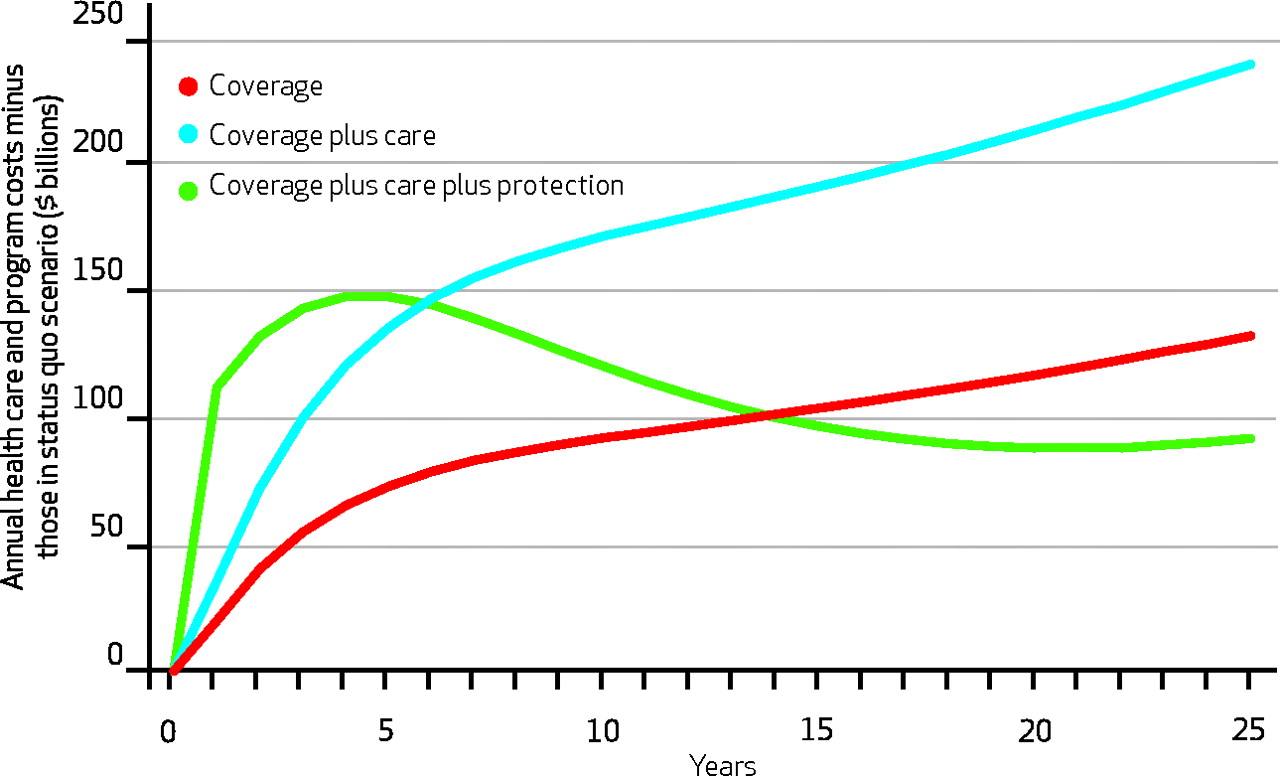 250
200
150
100
50
0
Annual health care and program costs minus
those in status quo scenario ($ billions)
Coverage
Coverage plus care
Coverage plus care plus protection
0 5 10 15 20 25
Years